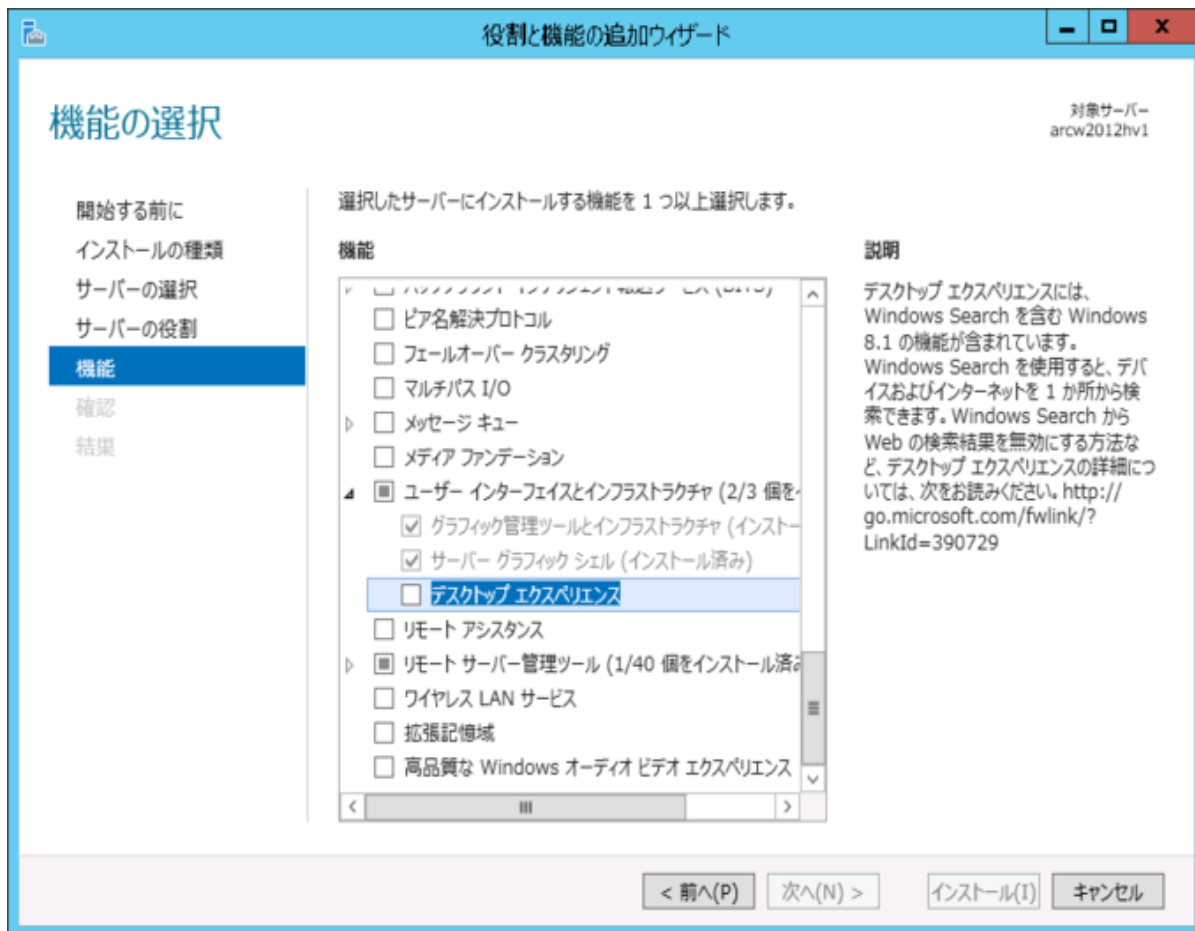 役割と機能の追加ウィザード
機能の選択
対象サーバー
arcw2012hv1
開始する前に
インストールの種類
サーバーの選択
サーバーの役割
機能
確認
結果
選択したサーバーにインストールする機能を 1 つ以上選択します。
機能
ピア名解決プロトコル
フェールオーバー クラスタリング
マルチパス I/O
メッセージ キュー
メディア ファンデーション
ユーザー インターフェイスとインフラストラクチャ (2/3 個を
グラフィック管理ツールとインフラストラクチャ (インストー
サーバー グラフィック シェル (インストール済み)
デスクトップ エクスペリエンス
リモート アシスタンス
リモート サーバー管理ツール (1/40 個をインストール済み
ワイヤレス LAN サービス
拡張記憶域
高品質な Windows オーディオ ビデオ エクスペリエンス
説明
デスクトップ エクスペリエンスには、
Windows Search を含む Windows
8.1 の機能が含まれています。
Windows Search を使用すると、デバ
イスおよびインターネットを 1 か所から検
索できます。Windows Search から
Web の検索結果を無効にする方法な
ど、デスクトップ エクスペリエンスの詳細につ
いては、次をお読みください。http://
go.microsoft.com/fwlink/?
LinkId=390729
< 前へ(P)
次へ(N) >
インストール(I)
キャンセル